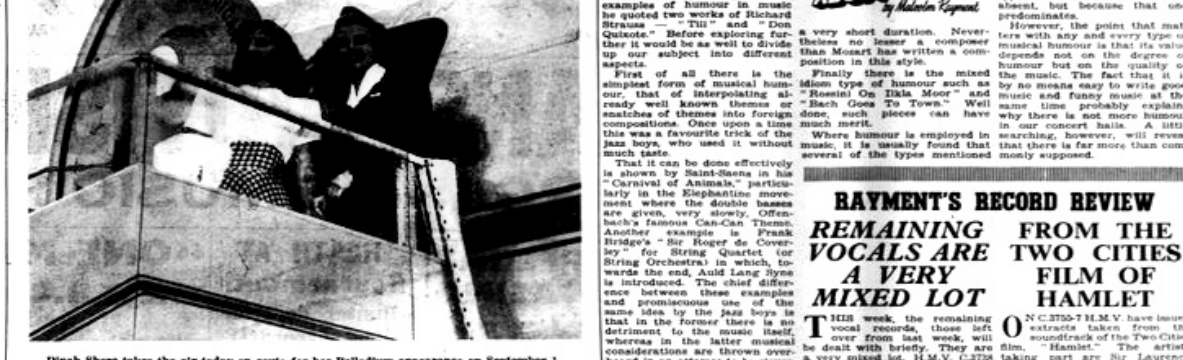 examples of humour in music
he quoted two works of Richard
Strauss — "Till" and "Don
Quixote." Before exploring fur-
ther it would be as well to divide
up our subject into different
aspects.
First of all there is the
simplest form of musical hum-
our, that of interpolating al-
ready well known themes or
snatches of themes into foreign
compositions. Once upon a time
this was a favourite trick of the
jazz boys, who used it without
much taste.
That it can be done effectively
is shown by Saint-Saens in his
"Carnival of Animals," particu-
larly in the Elephantine move-
ment where the double basses
are given, very slowly, Offen-
bach's famous Can-Can Theme.
Another example is Frank
Bridge's "Sir Roger de Cover-
ley" for String Quartet (or
String Orchestra) in which, to-
wards the end, Auld Lang Syne
is introduced. The chief differ-
ence between these examples
and promiscuous use of the
same idea by the jazz boys is
that in the former there is no
detriment to the music itself,
whereas in the latter musical
considerations are thrown over-
by Malcolm Rayment
a very short duration. Never-
theless no lesser a composer
than Mozart has written a com-
position in this style.
Finally there is the mixed
idiom type of humour such as
"Rossini On Ilkla Moor" and
"Bach Goes To Town." Well
done, such pieces can have
much merit.
Where humour is employed in
music, it is usually found that
several of the types mentioned
absent, but because that one
predominates.
However, the point that mat-
ters with any and every type of
musical humour is that its value
depends not on the degree of
humour but on the quality of
the music. The fact that it is
by no means easy to write good
music and funny music at the
same time probably explains
why there is not more humour
in our concert halls. A little
searching, however, will reveal
that there is far more than com-
monly supposed.
RAYMENT'S RECORD REVIEW
REMAINING
VOCALS ARE
A VERY
MIXED LOT
THIS week, the remaining
vocal records, those left
over from last week, will
be dealt with briefly. They are
a very mixed lot. H.M.V. C.3738
FROM THE
TWO CITIES
FILM OF
HAMLET
ON C.3755-7 H.M.V. have issued
extracts taken from the
soundtrack of the Two Cities
film, "Hamlet." The artists
taking part are Sir Laurence
Dinah Shore takes the air today en route for her Palladium appearance on September 1